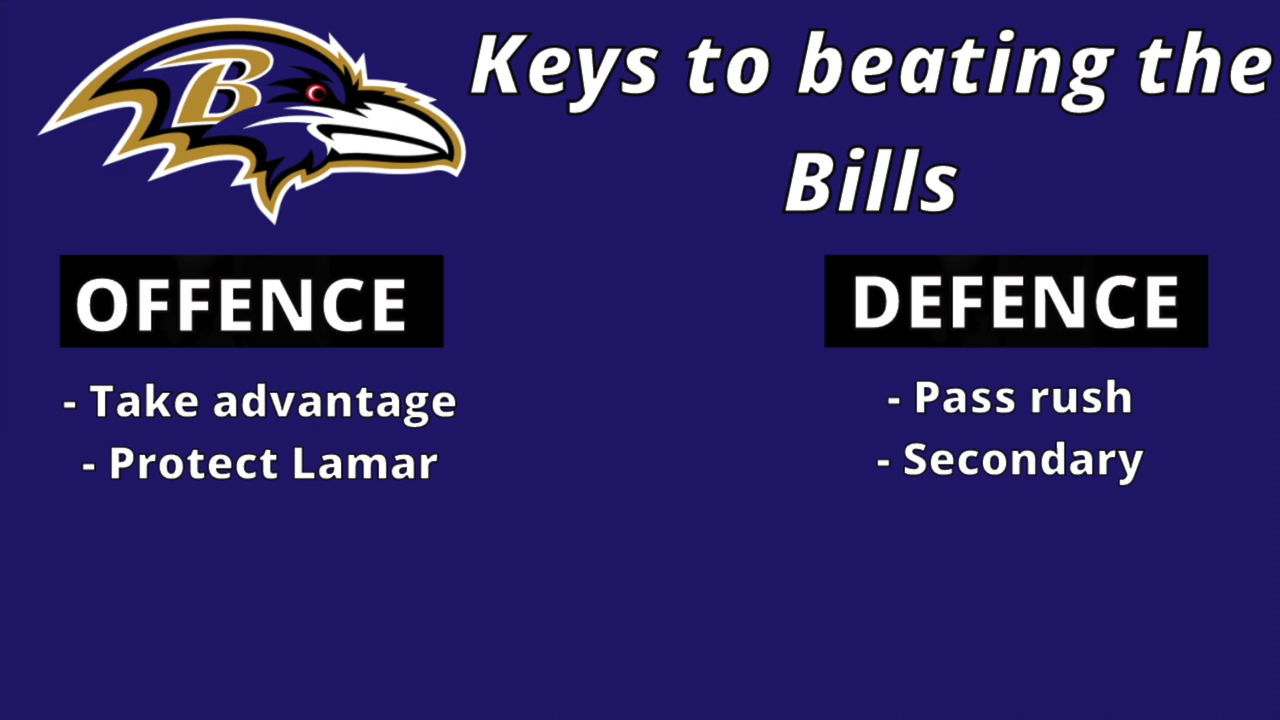 B
Keys to beating the
Bills
OFFENCE
- Take advantage
- Protect Lamar
DEFENCE
- Pass rush
- Secondary